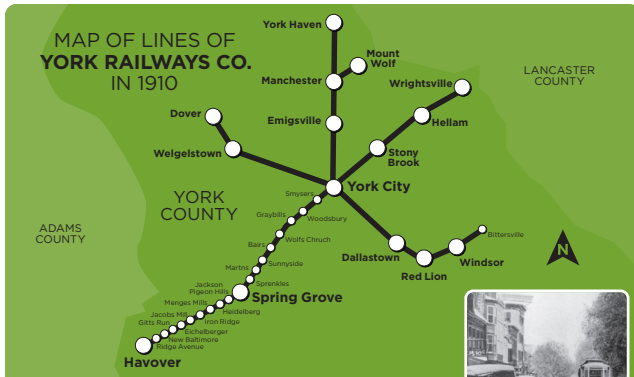 MAP OF LINES OF
YORK RAILWAYS CO.
IN 1910
York Haven
Mount
Wolf
Manchester
Wrightsville
LANCASTER
COUNTY
Dover
Emigsville
Hellam
Welgelstown
Stony
Brook
York City
Smysers
YORK
COUNTY
Graybills
Woodsbury
ADAMS
COUNTY
Wolfs Chruch
Bittersville
Bairs
Sunnyside
Dallastown
Windsor
N
Martns
Red Lion
Jackson
Sprenkles
Pigeon Hills
Spring Grove
Menges Mills
Heidelberg
Jacobs Mill
Iron Ridge
Gitts Run
Eichelberger
New Baltimore
Ridge Avenue
Havover